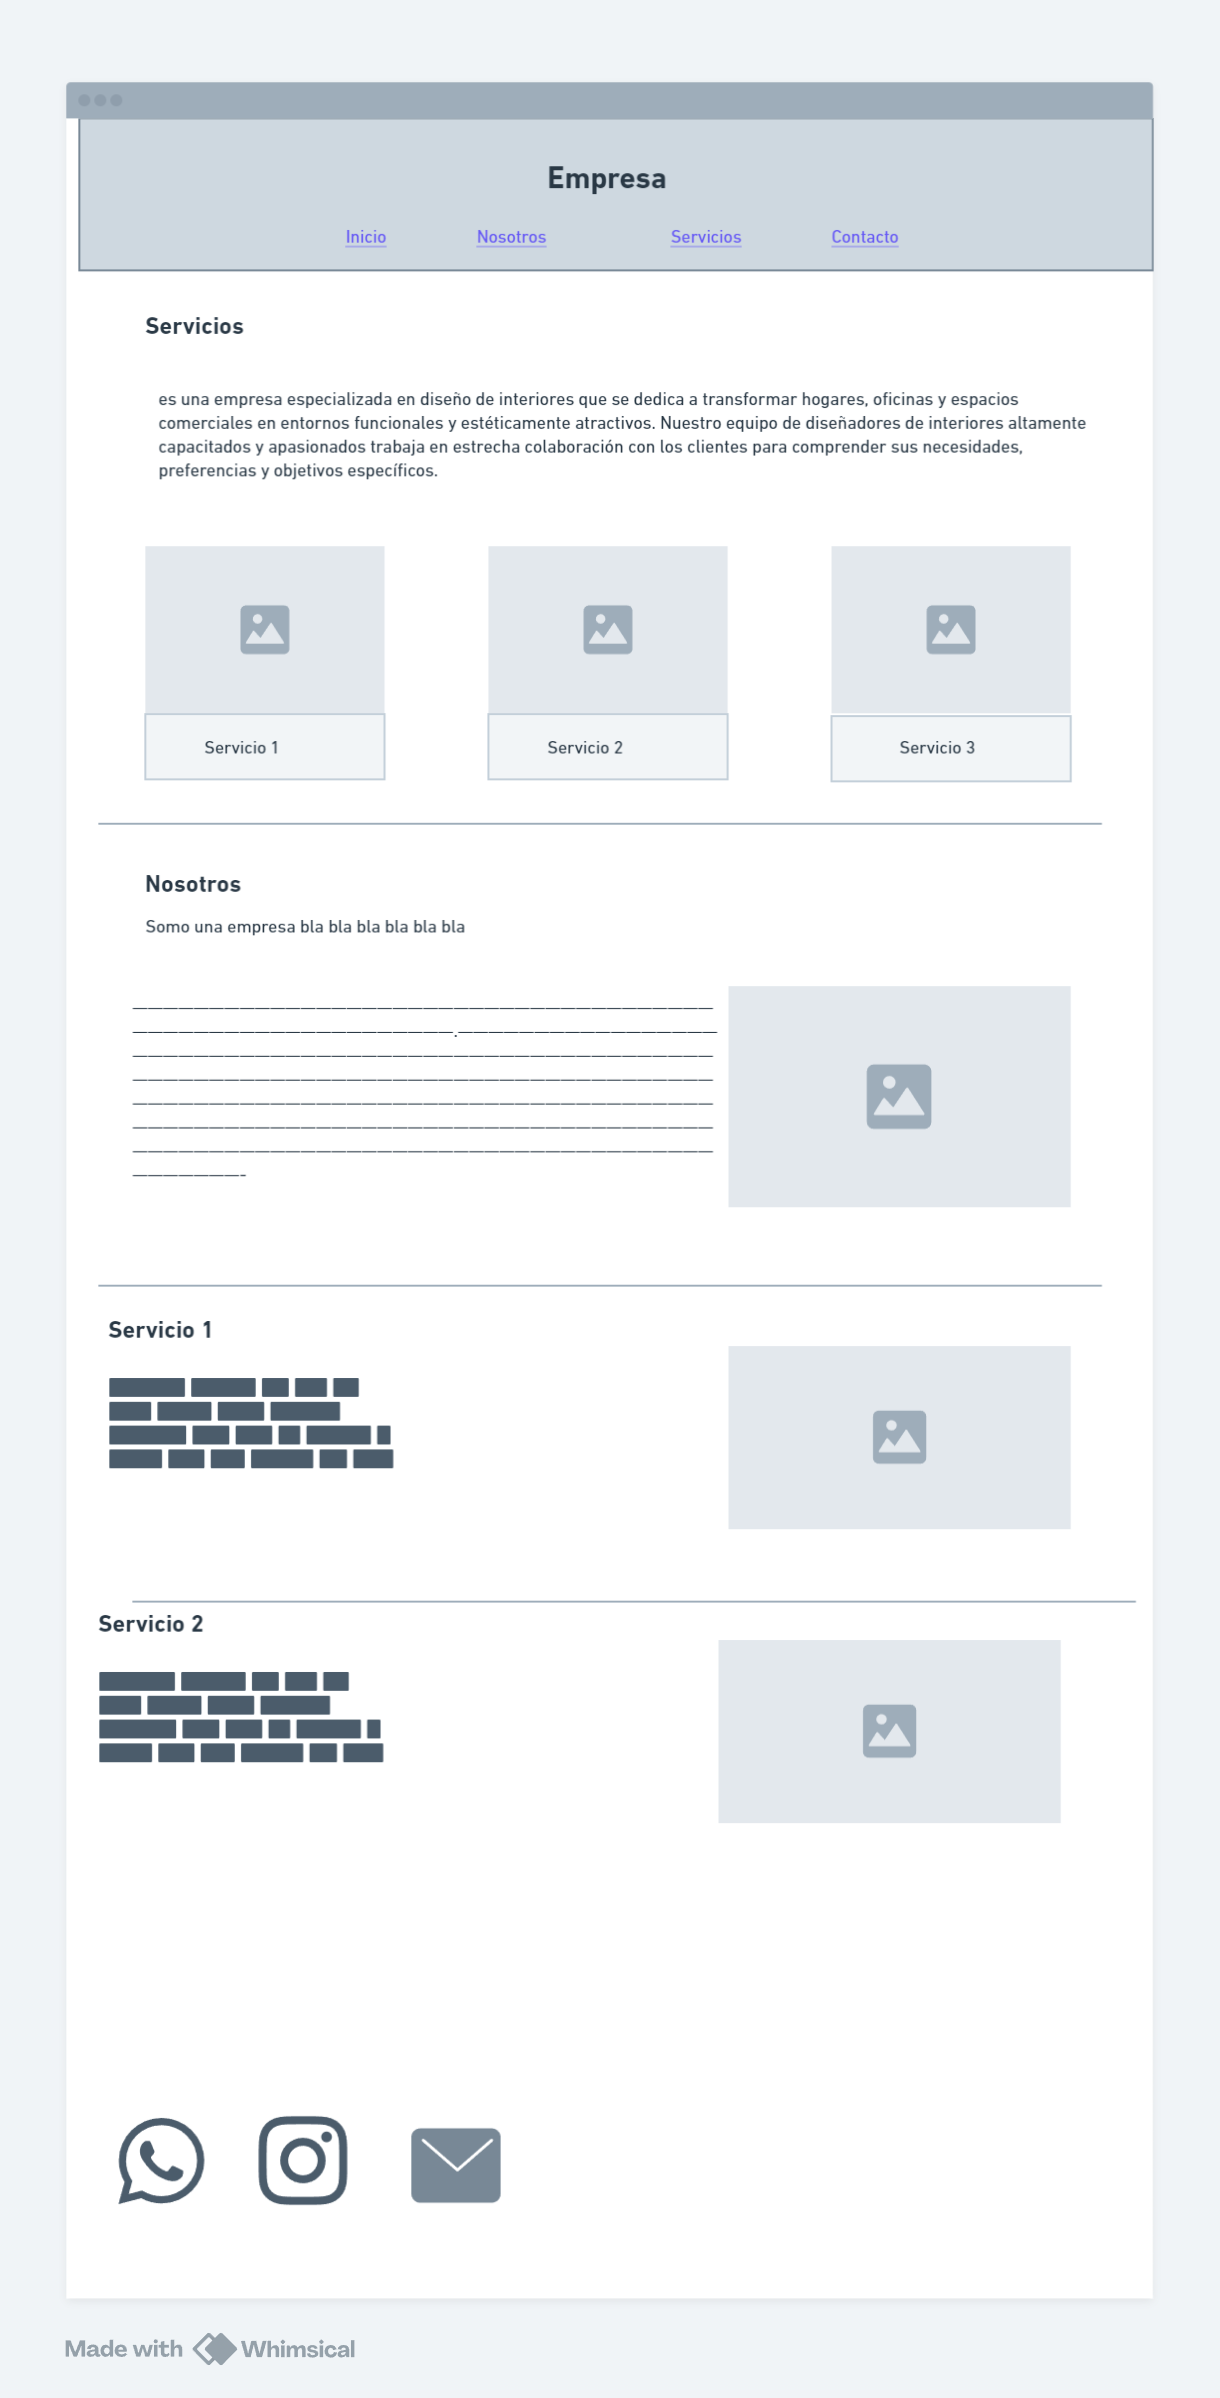 Empresa
Inicio Nosotros Servicios Contacto
Servicios
es una empresa especializada en diseño de interiores que se dedica a transformar hogares, oficinas y espacios
comerciales en entornos funcionales y estéticamente atractivos. Nuestro equipo de diseñadores de interiores altamente
capacitados y apasionados trabaja en estrecha colaboración con los clientes para comprender sus necesidades,
preferencias y objetivos específicos.
Servicio 1 Servicio 2 Servicio 3
Nosotros
Somo una empresa bla bla bla bla bla bla
Servicio 1
Servicio 2
Made with Whimsical